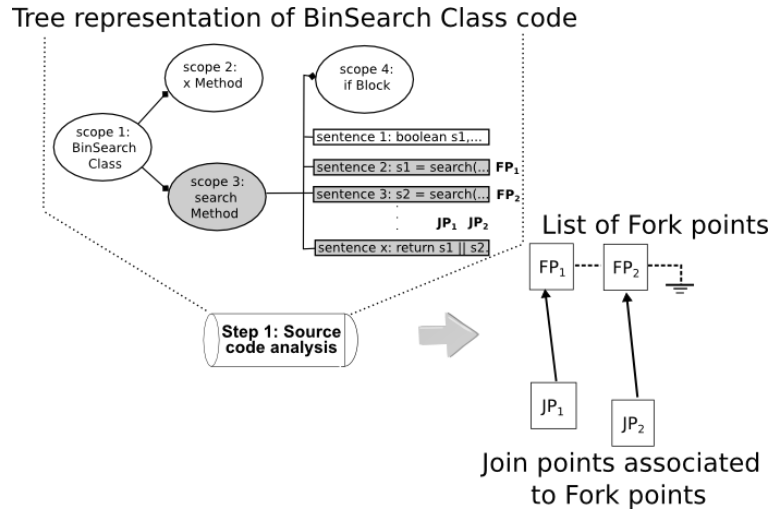 Tree representation of BinSearch Class code
scope 2:
x Method
scope 4:
if Block
scope 1:
BinSearch
Class
scope 3:
search
Method
sentence 1: boolean s1,...
sentence 2: s1 = search(... FP₁
sentence 3: s2 = search(... FP₂
JP₁ JP₂
sentence x: return s1 || s2.
List of Fork points
FP₁ FP₂
Step 1: Source
code analysis
JP₁ JP₂
Join points associated
to Fork points